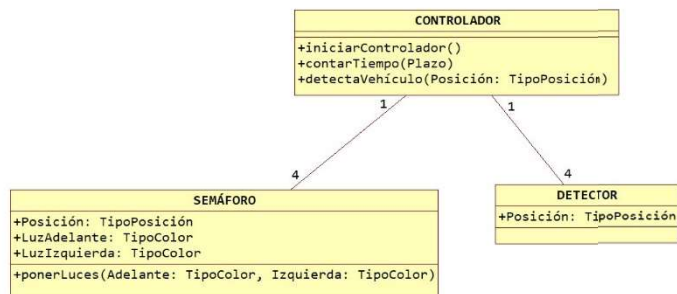 CONTROLADOR
+iniciarControlador()
+contarTiempo(Plazo)
+detectaVehículo(Posición: TipoPosición)
1
1
4
4
SEMÁFORO
+Posición: TipoPosición
+LuzAdelante: TipoColor
+LuzIzquierda: TipoColor
+ponerLuces(Adelante: TipoColor, Izquierda: TipoColor)
DETECTOR
+Posición: TipoPosición